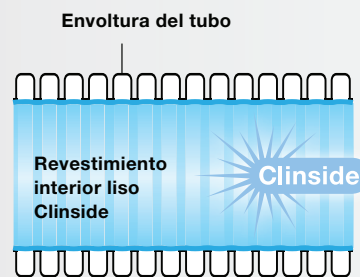 Envoltura del tubo
Revestimiento
interior liso
Clinside
Clinside